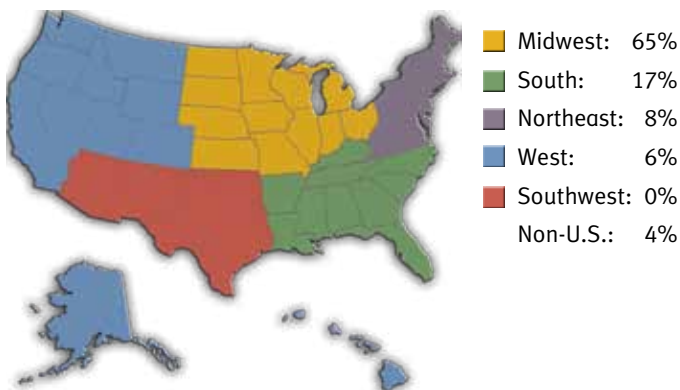 Midwest: 65%
South: 17%
Northeast: 8%
West: 6%
Southwest: 0%
Non-U.S.: 4%